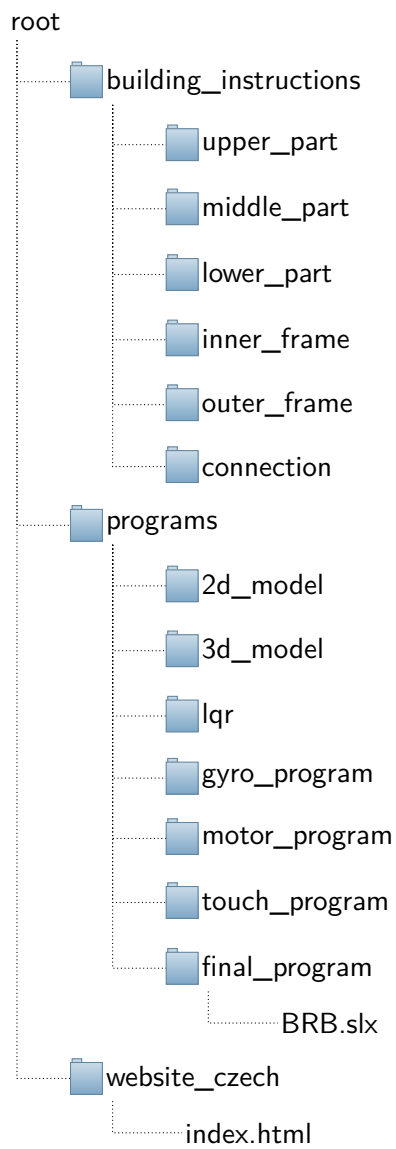 root
building_instructions
upper_part
middle_part
lower_part
inner_frame
outer_frame
connection
programs
2d_model
3d_model
lqr
gyro_program
motor_program
touch_program
final_program
BRB.slx
website_czech
index.html